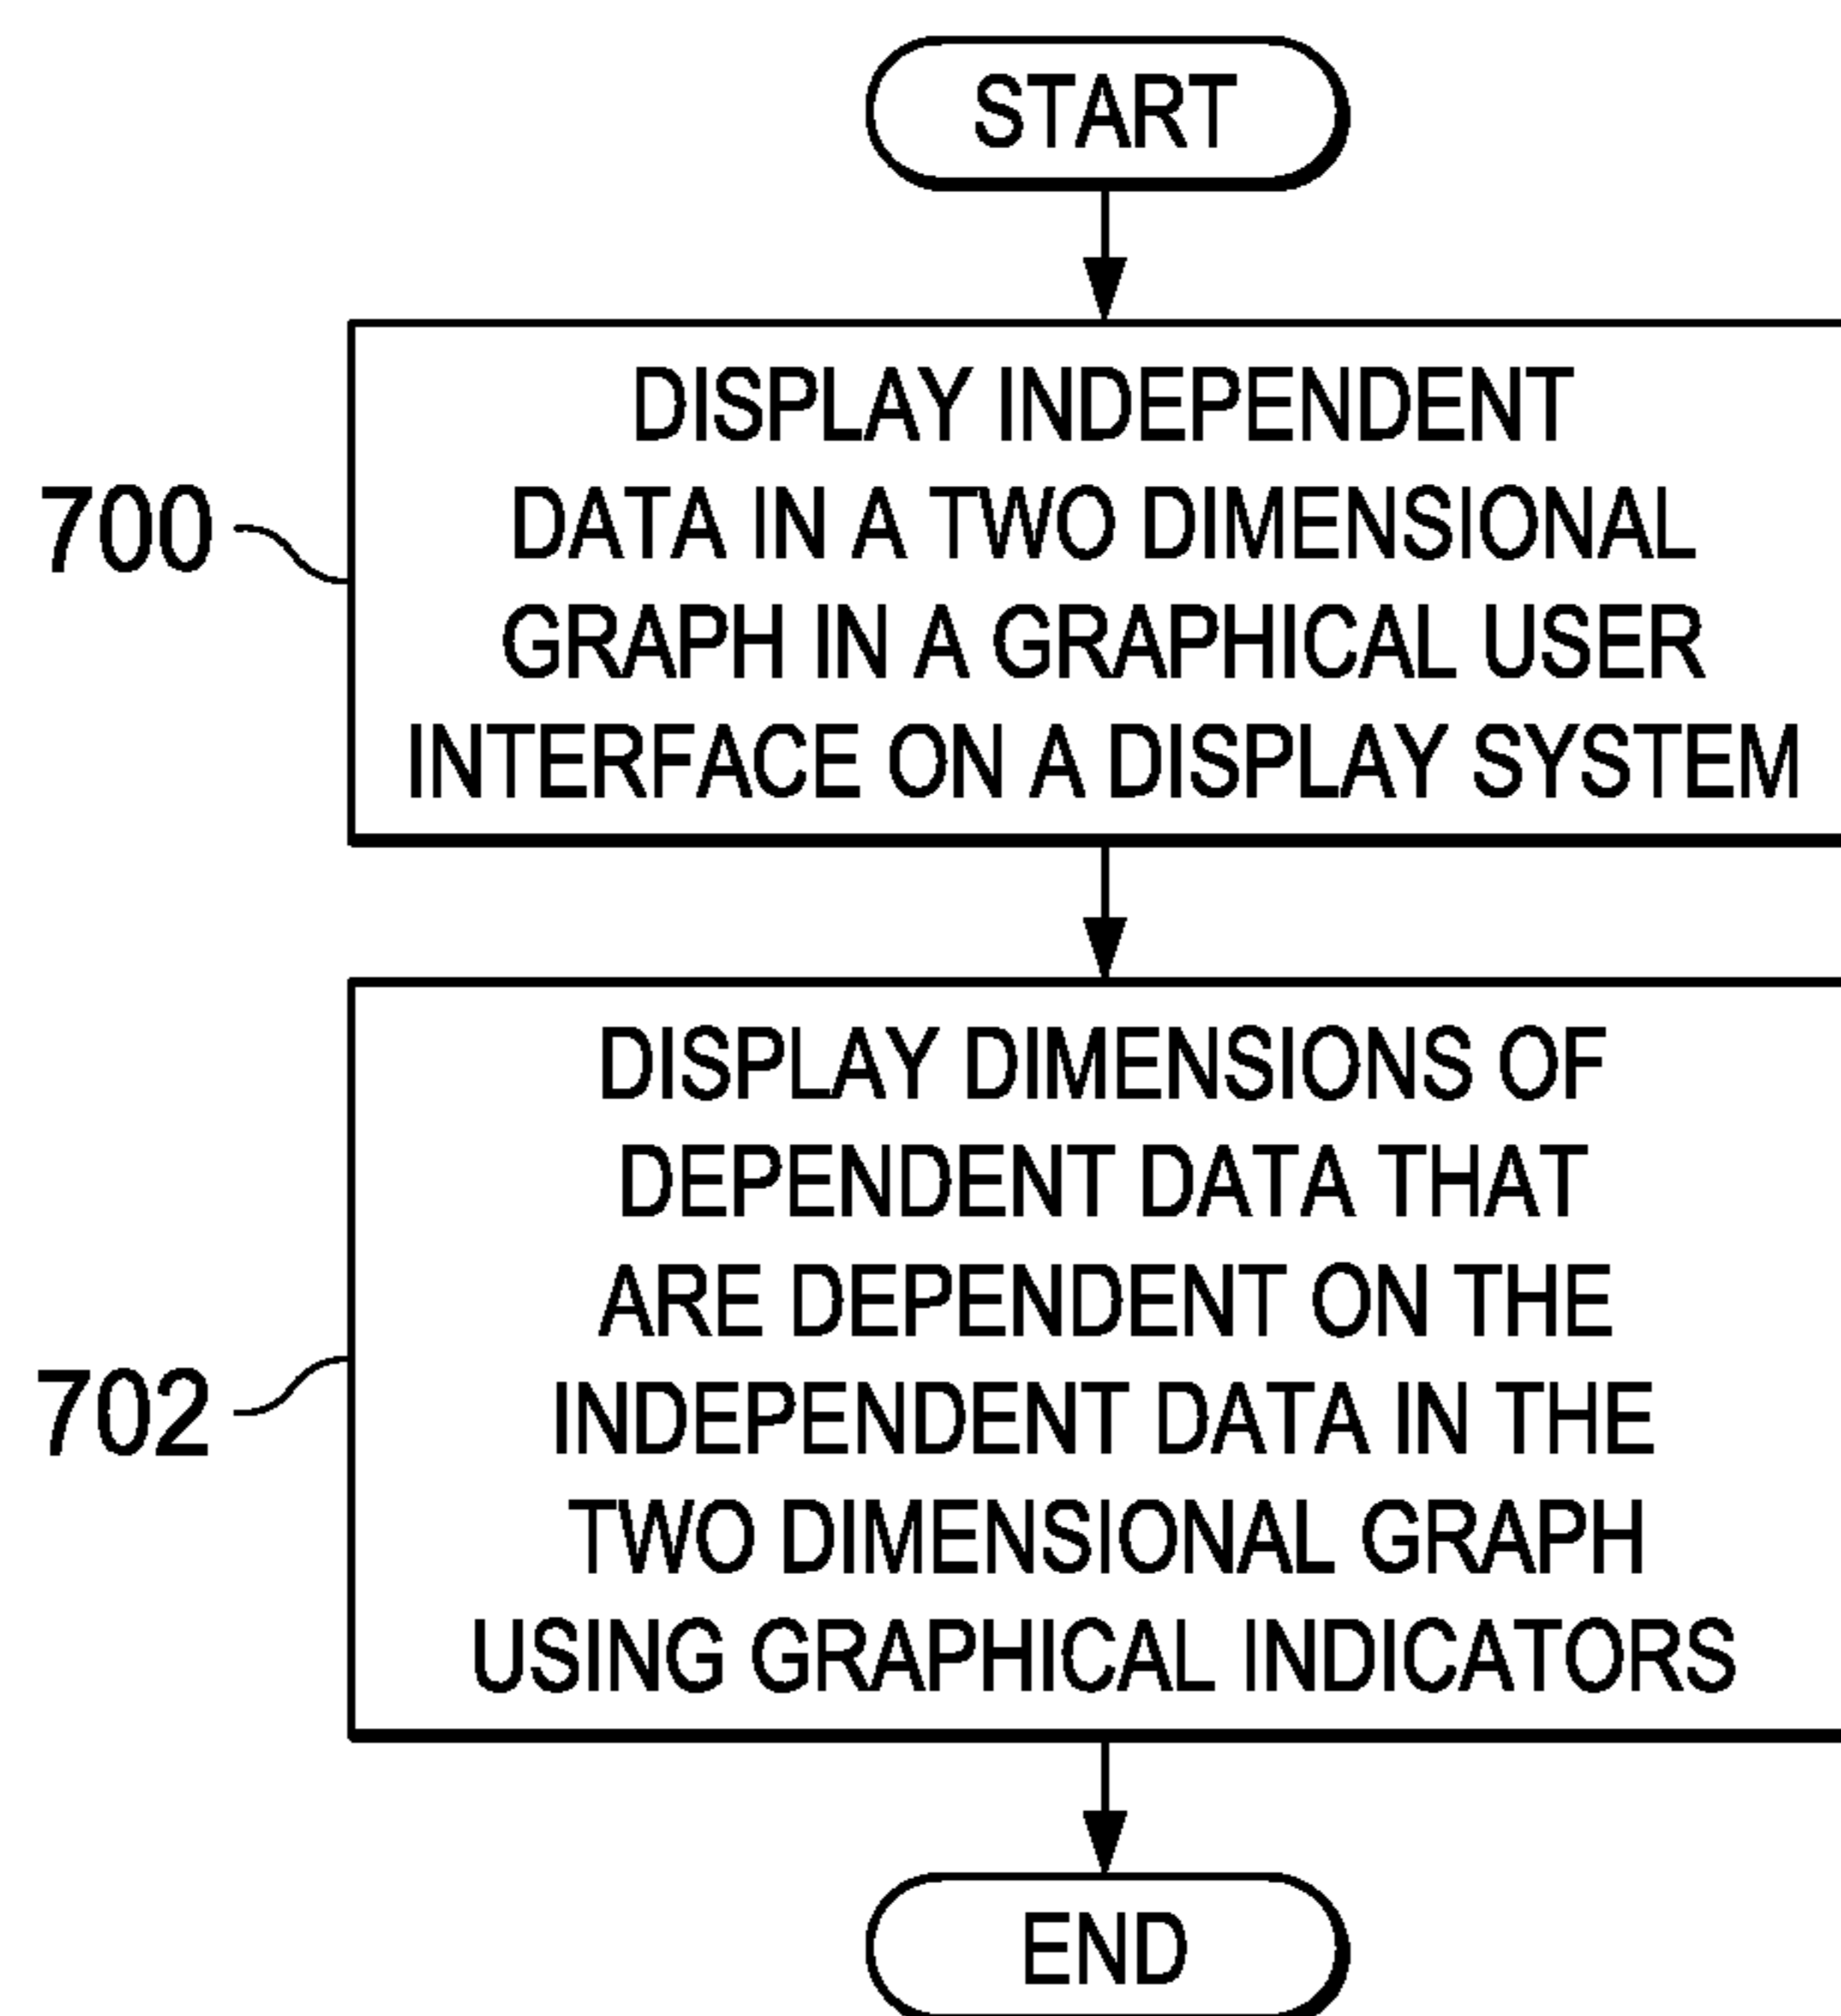 START
DISPLAY INDEPENDENT
DATA IN A TWO DIMENSIONAL
GRAPH IN A GRAPHICAL USER
INTERFACE ON A DISPLAY SYSTEM
700
DISPLAY DIMENSIONS OF
DEPENDENT DATA THAT
ARE DEPENDENT ON THE
INDEPENDENT DATA IN THE
TWO DIMENSIONAL GRAPH
USING GRAPHICAL INDICATORS
702
END